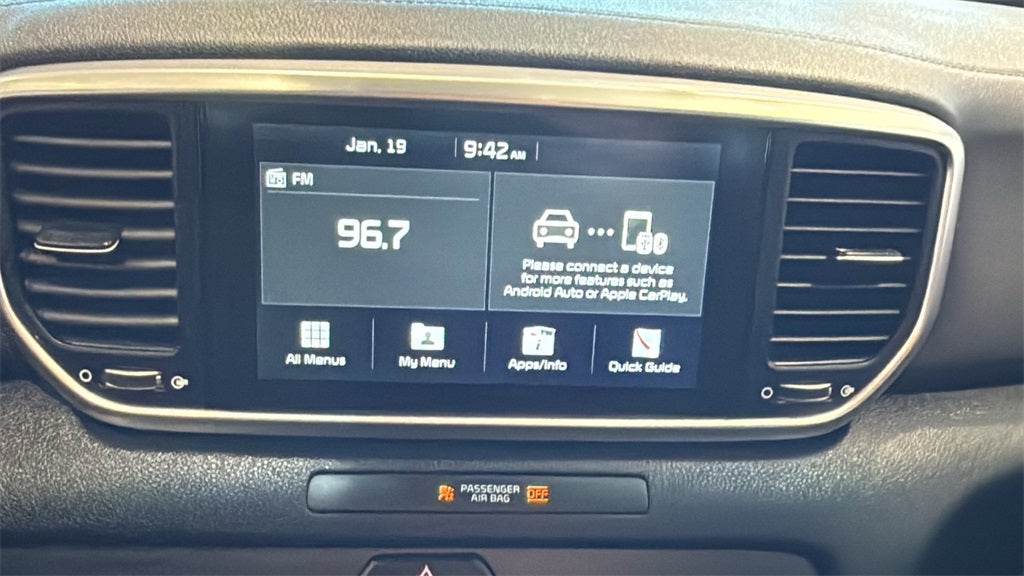 Jan. 19
9:42 AM
FM
96.7
Please connect a device
for more features such as
Android Auto or Apple CarPlay.
All Menus
My Menu
Apps/Info
Quick Guide
PASSENGER
AIR BAG
OFF